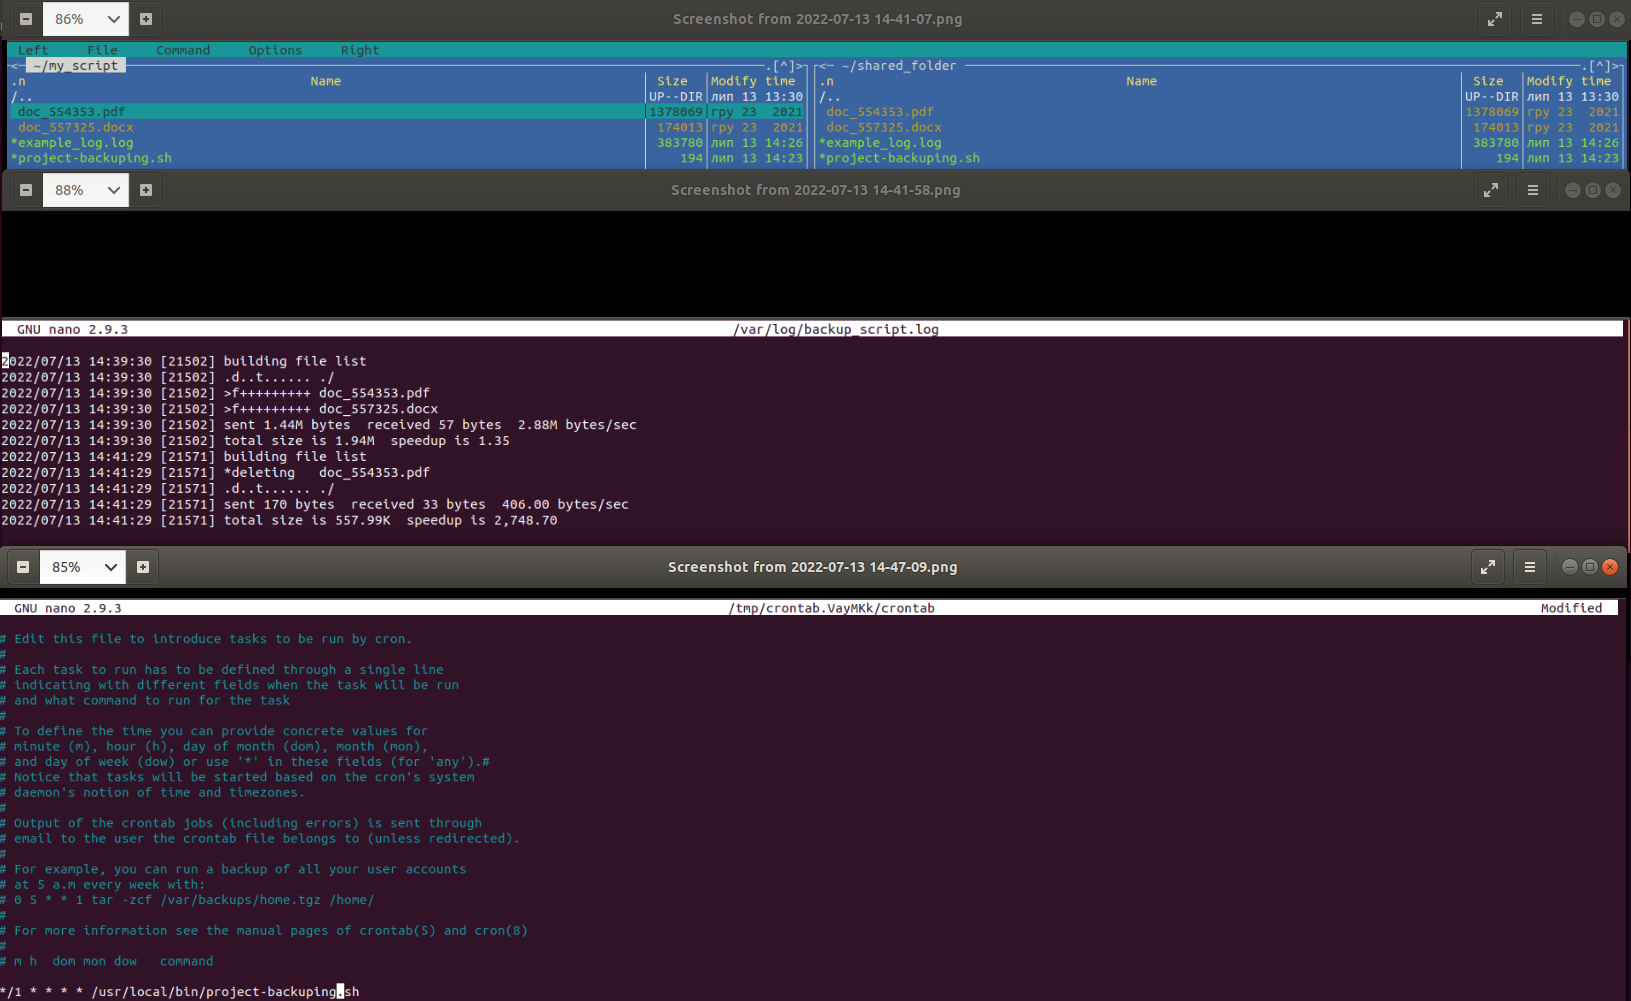 86% Screenshot from 2022-07-13 14-41-07.png
Left File Command Options Right
<— ~/my_script .[^]> <— ~/shared_folder .[^]>
.n Name Size Modify time .n Name Size Modify time
/.. UP--DIR лип 13 13:30 /.. UP--DIR лип 13 13:30
doc_554353.pdf 1378069 гру 23 2021 doc_554353.pdf 1378069 гру 23 2021
doc_557325.docx 174013 гру 23 2021 doc_557325.docx 174013 гру 23 2021
*example_log.log 383780 лип 13 14:26 *example_log.log 383780 лип 13 14:26
*project-backuping.sh 194 лип 13 14:23 *project-backuping.sh 194 лип 13 14:23
88% Screenshot from 2022-07-13 14-41-58.png
GNU nano 2.9.3 /var/log/backup_script.log
2022/07/13 14:39:30 [21502] building file list
2022/07/13 14:39:30 [21502] .d..t...... ./
2022/07/13 14:39:30 [21502] >f+++++++++ doc_554353.pdf
2022/07/13 14:39:30 [21502] >f+++++++++ doc_557325.docx
2022/07/13 14:39:30 [21502] sent 1.44M bytes  received 57 bytes  2.88M bytes/sec
2022/07/13 14:39:30 [21502] total size is 1.94M  speedup is 1.35
2022/07/13 14:41:29 [21571] building file list
2022/07/13 14:41:29 [21571] *deleting   doc_554353.pdf
2022/07/13 14:41:29 [21571] .d..t...... ./
2022/07/13 14:41:29 [21571] sent 170 bytes  received 33 bytes  406.00 bytes/sec
2022/07/13 14:41:29 [21571] total size is 557.99K  speedup is 2,748.70
85% Screenshot from 2022-07-13 14-47-09.png
GNU nano 2.9.3 /tmp/crontab.VayMKk/crontab Modified
# Edit this file to introduce tasks to be run by cron.
#
# Each task to run has to be defined through a single line
# indicating with different fields when the task will be run
# and what command to run for the task
#
# To define the time you can provide concrete values for
# minute (m), hour (h), day of month (dom), month (mon),
# and day of week (dow) or use '*' in these fields (for 'any').#
# Notice that tasks will be started based on the cron's system
# daemon's notion of time and timezones.
#
# Output of the crontab jobs (including errors) is sent through
# email to the user the crontab file belongs to (unless redirected).
#
# For example, you can run a backup of all your user accounts
# at 5 a.m every week with:
# 0 5 * * 1 tar -zcf /var/backups/home.tgz /home/
#
# For more information see the manual pages of crontab(5) and cron(8)
#
# m h  dom mon dow   command
*/1 * * * * /usr/local/bin/project-backuping.sh